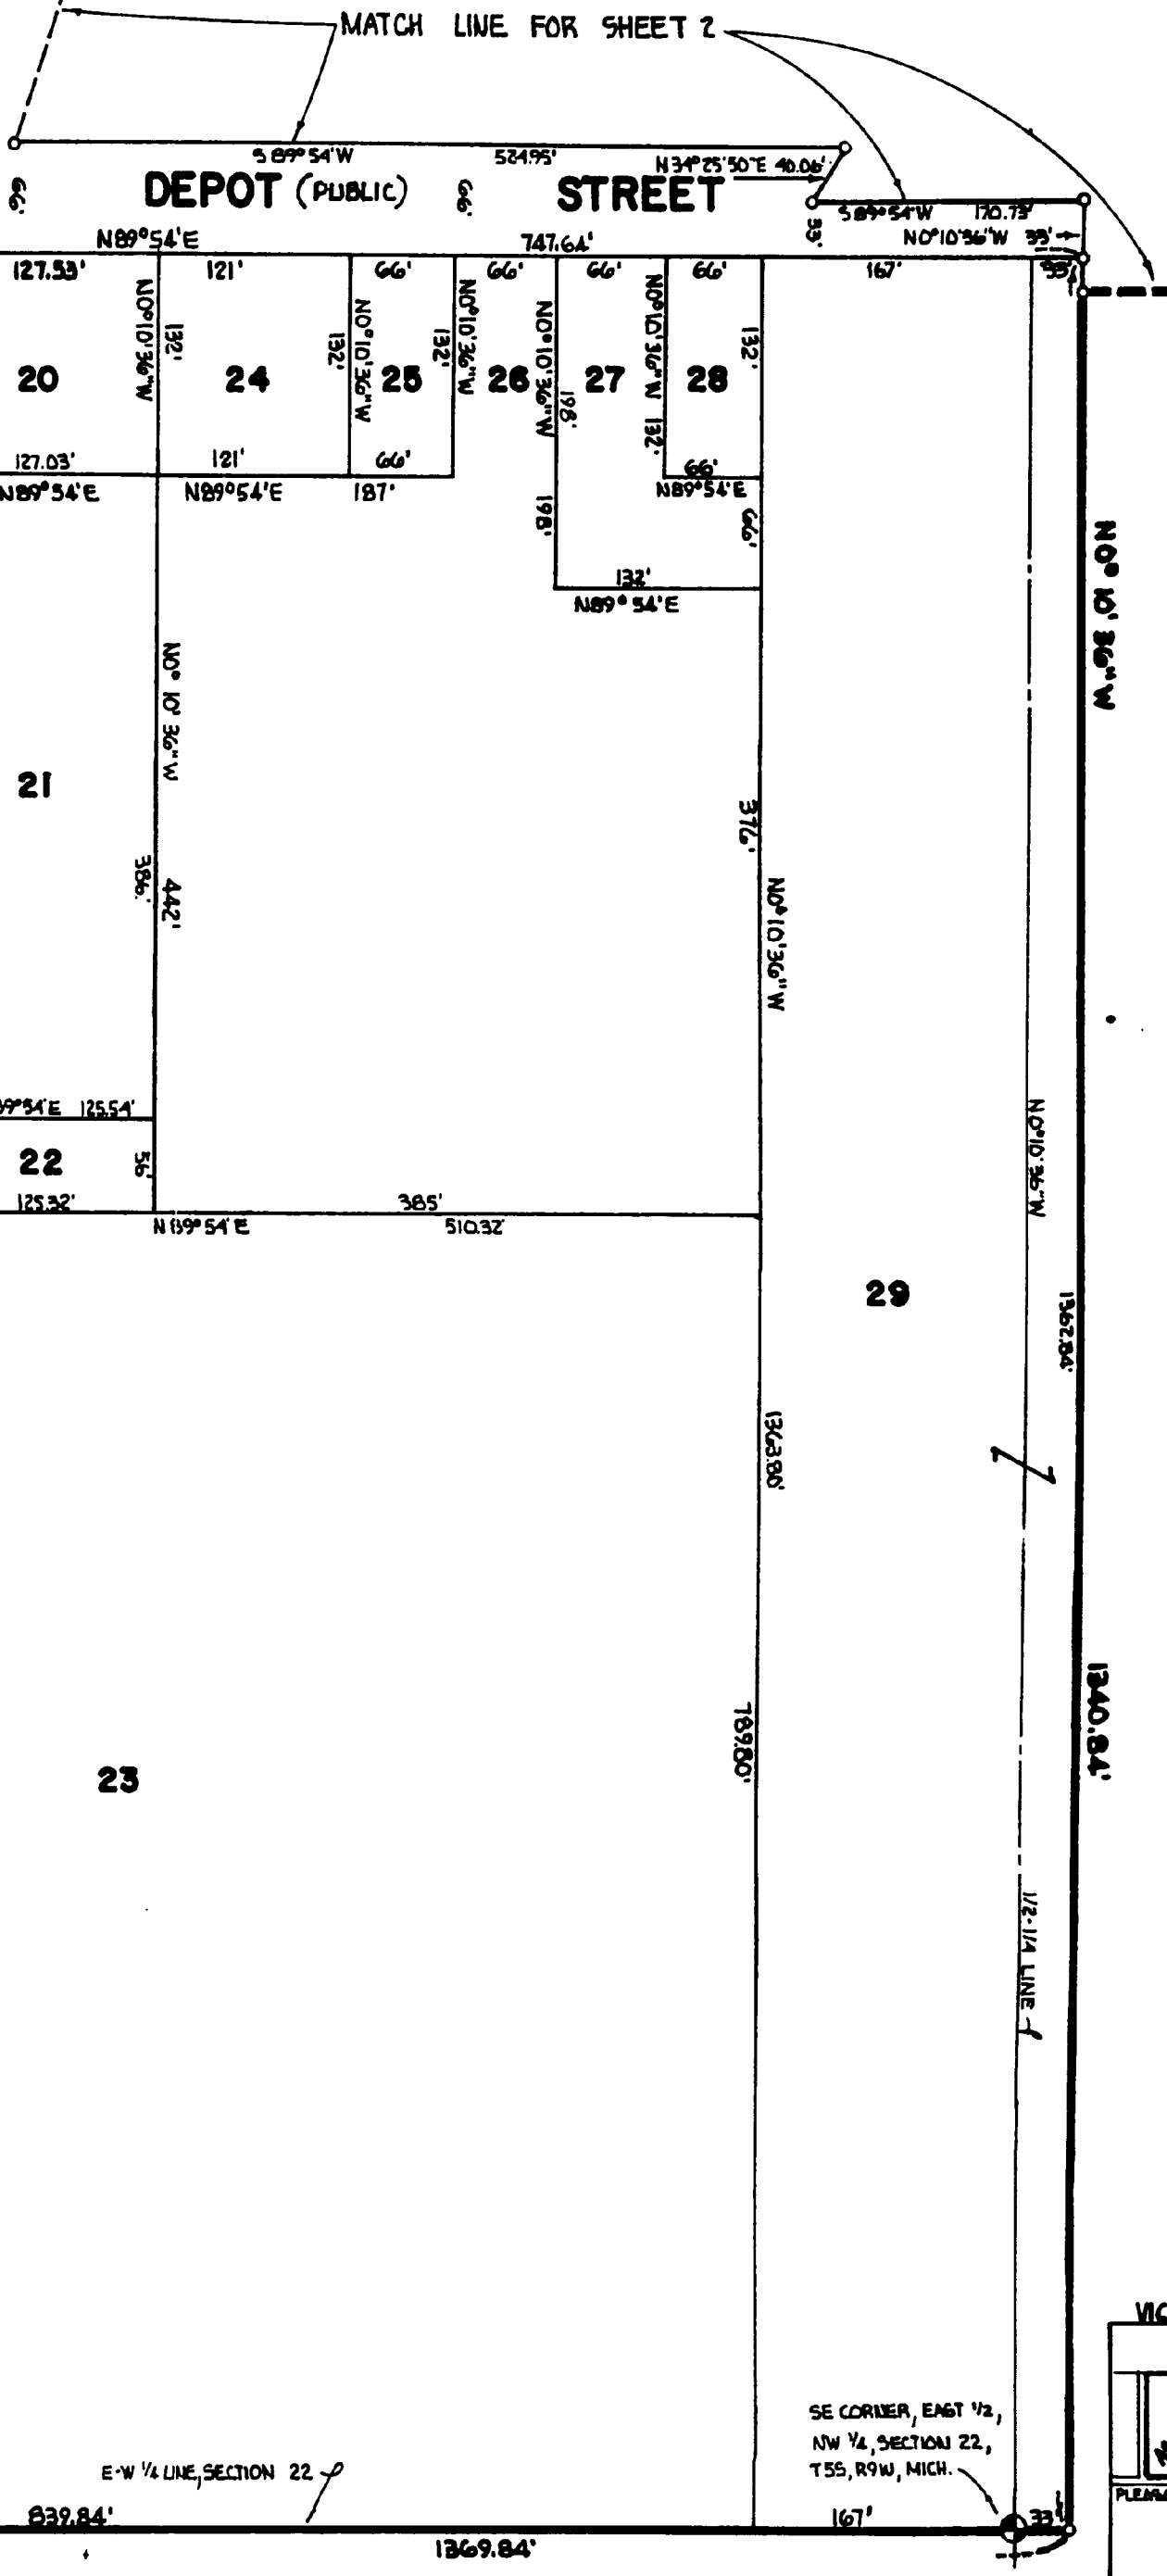 MATCH LINE FOR SHEET 2
S 89° 54' W 524.95'
N 34° 25' 50" E 40.06'
66'
DEPOT (PUBLIC) 66' STREET
33'
S 89° 54' W 170.73'
N 0° 10' 36" W 33'
N 89° 54' E 747.64'
127.53' 121' 66' 66' 66' 66' 167' 33'
N 0° 10' 36" W 132' 132' N 0° 10' 36" W 132' N 0° 10' 36" W N 0° 10' 36" W 198' N 0° 10' 36" W 132' 132'
20 24 25 26 27 28
127.03' 121' 66' 66'
N 89° 54' E N 89° 54' E 187' N 89° 54' E
198' 66'
132'
N 89° 54' E
N 0° 10' 36" W
N 0° 10' 36" W
21
386' 442'
376'
N 0° 10' 36" W
N 0° 10' 36" W
89° 54' E 125.54'
22 56'
125.32' 385'
N 89° 54' E 510.32'
29
1362.84'
1363.80'
1340.84'
789.80'
23
1/2-1/4 LINE
SE CORNER, EAST 1/2,
NW 1/4, SECTION 22,
T5S, R9W, MICH.
E-W 1/4 LINE, SECTION 22
839.84' 167' 33'
1369.84'
VIC